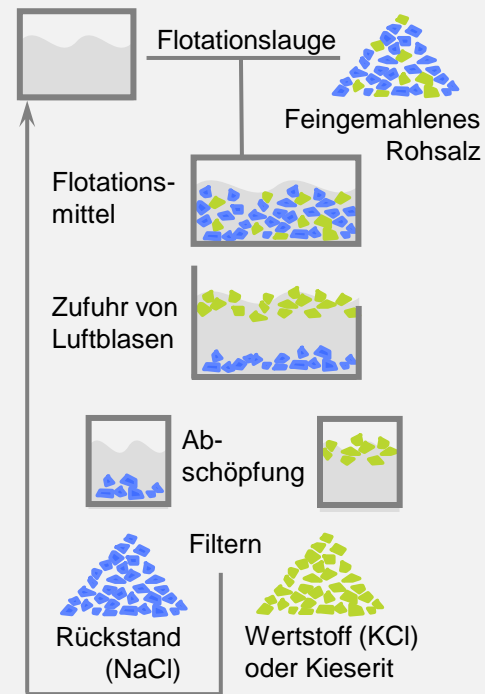 Flotationslauge
Feingemahlenes
Rohsalz
Flotations-
mittel
Zufuhr von
Luftblasen
Ab-
schöpfung
Filtern
Rückstand
(NaCl)
Wertstoff (KCl)
oder Kieserit